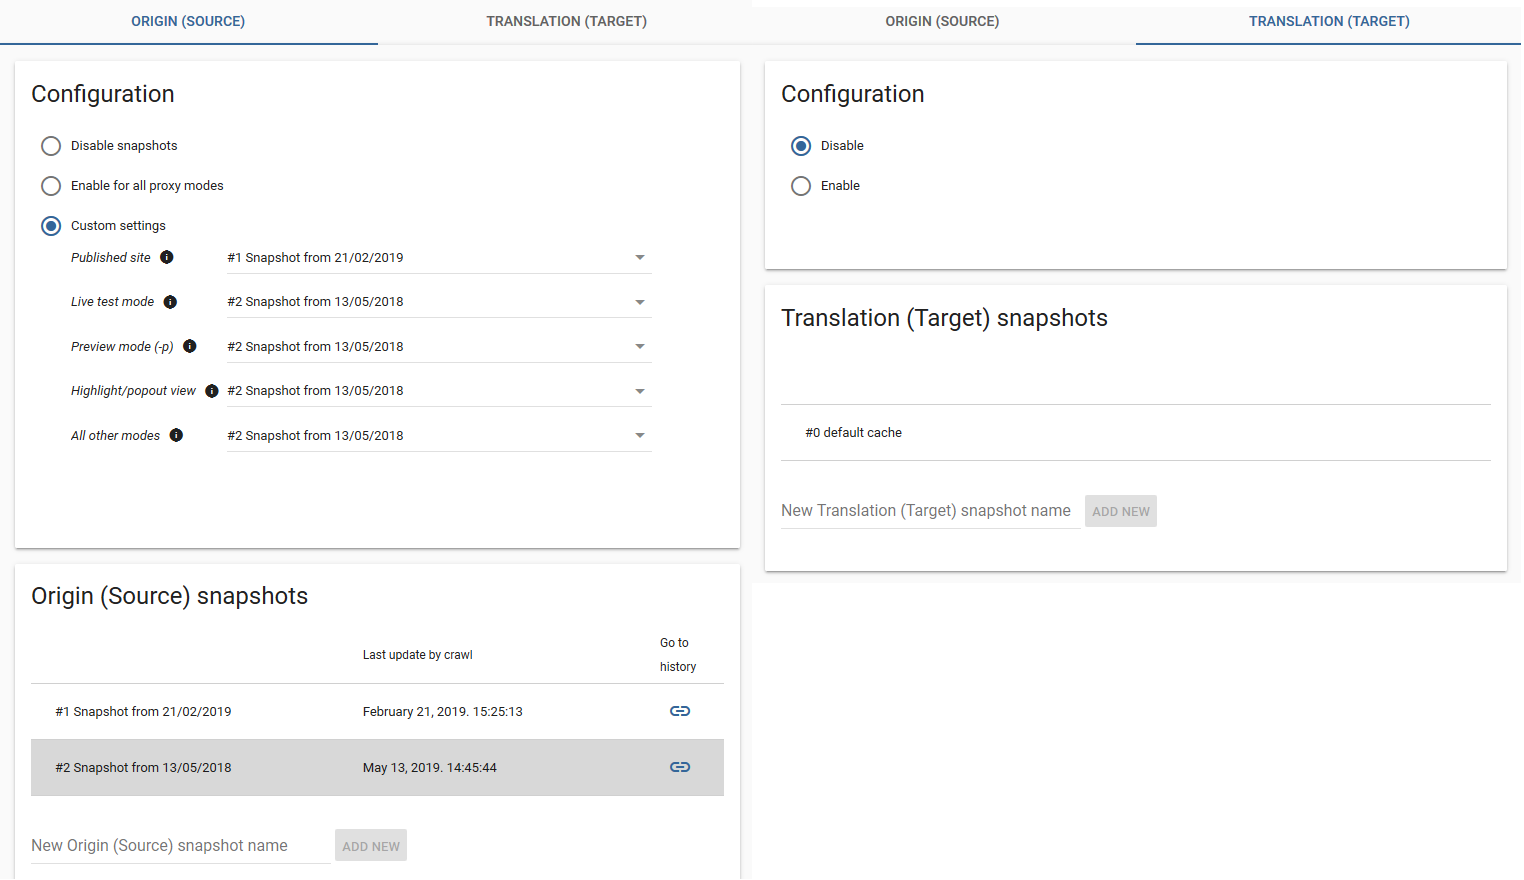 ORIGIN (SOURCE)
TRANSLATION (TARGET)
Configuration
Disable snapshots
Enable for all proxy modes
Custom settings
Published site
#1 Snapshot from 21/02/2019
Live test mode
#2 Snapshot from 13/05/2018
Preview mode (-p)
#2 Snapshot from 13/05/2018
Highlight/popout view
#2 Snapshot from 13/05/2018
All other modes
#2 Snapshot from 13/05/2018
Origin (Source) snapshots
Last update by crawl
Go to
history
#1 Snapshot from 21/02/2019
February 21, 2019. 15:25:13
#2 Snapshot from 13/05/2018
May 13, 2019. 14:45:44
New Origin (Source) snapshot name
ADD NEW
ORIGIN (SOURCE)
TRANSLATION (TARGET)
Configuration
Disable
Enable
Translation (Target) snapshots
#0 default cache
New Translation (Target) snapshot name
ADD NEW